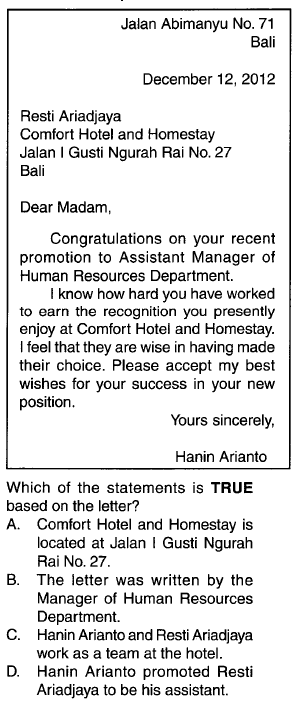 Jalan Abimanyu No. 71
Bali
December 12, 2012
Resti Ariadjaya
Comfort Hotel and Homestay
Jalan I Gusti Ngurah Rai No. 27
Bali
Dear Madam,
Congratulations on your recent
promotion to Assistant Manager of
Human Resources Department.
I know how hard you have worked
to earn the recognition you presently
enjoy at Comfort Hotel and Homestay.
I feel that they are wise in having made
their choice. Please accept my best
wishes for your success in your new
position.
Yours sincerely,
Hanin Arianto
Which of the statements is TRUE
based on the letter?
A. Comfort Hotel and Homestay is
located at Jalan I Gusti Ngurah
Rai No. 27.
B. The letter was written by the
Manager of Human Resources
Department.
C. Hanin Arianto and Resti Ariadjaya
work as a team at the hotel.
D. Hanin Arianto promoted Resti
Ariadjaya to be his assistant.